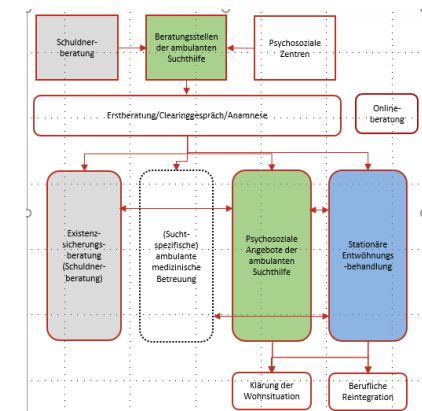 Schuldner-
beratung
Beratungsstellen
der ambulanten
Suchthilfe
Psychosoziale
Zentren
Erstberatung/Clearinggespräch/Anamnese
Online-
beratung
Existenz-
sicherungs-
beratung
(Schuldner-
beratung)
(Sucht-
spezifische)
ambulante
medizinische
Betreuung
Psychosoziale
Angebote der
ambulanten
Suchthilfe
Stationäre
Entwöhnungs
-behandlung
Klärung der
Wohnsituation
Berufliche
Reintegration